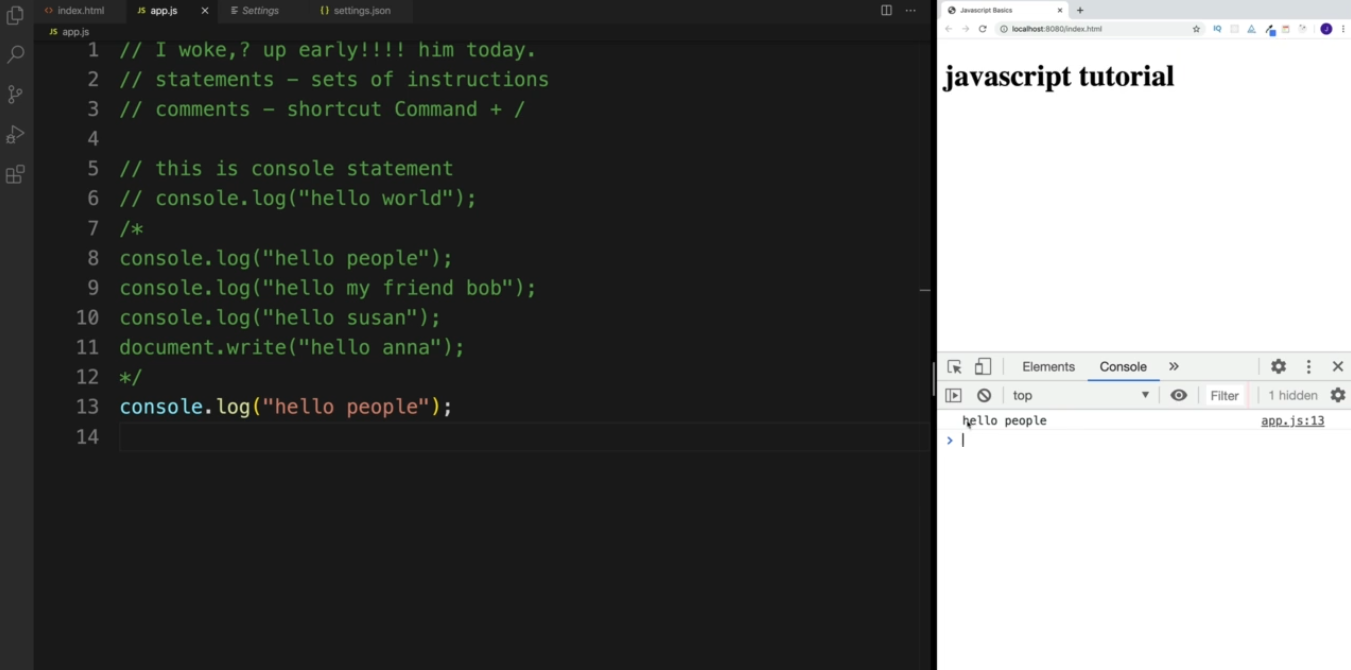 index.html
JS app.js
Settings
{} settings.json
JS app.js
1 // I woke,? up early!!!! him today.
2 // statements – sets of instructions
3 // comments – shortcut Command + /
4
5 // this is console statement
6 // console.log("hello world");
7 /*
8 console.log("hello people");
9 console.log("hello my friend bob");
10 console.log("hello susan");
11 document.write("hello anna");
12 */
13 console.log("hello people");
14
Javascript Basics
localhost:8080/index.html
IQ
J
javascript tutorial
Elements Console
top Filter 1 hidden
hello people app.js:13